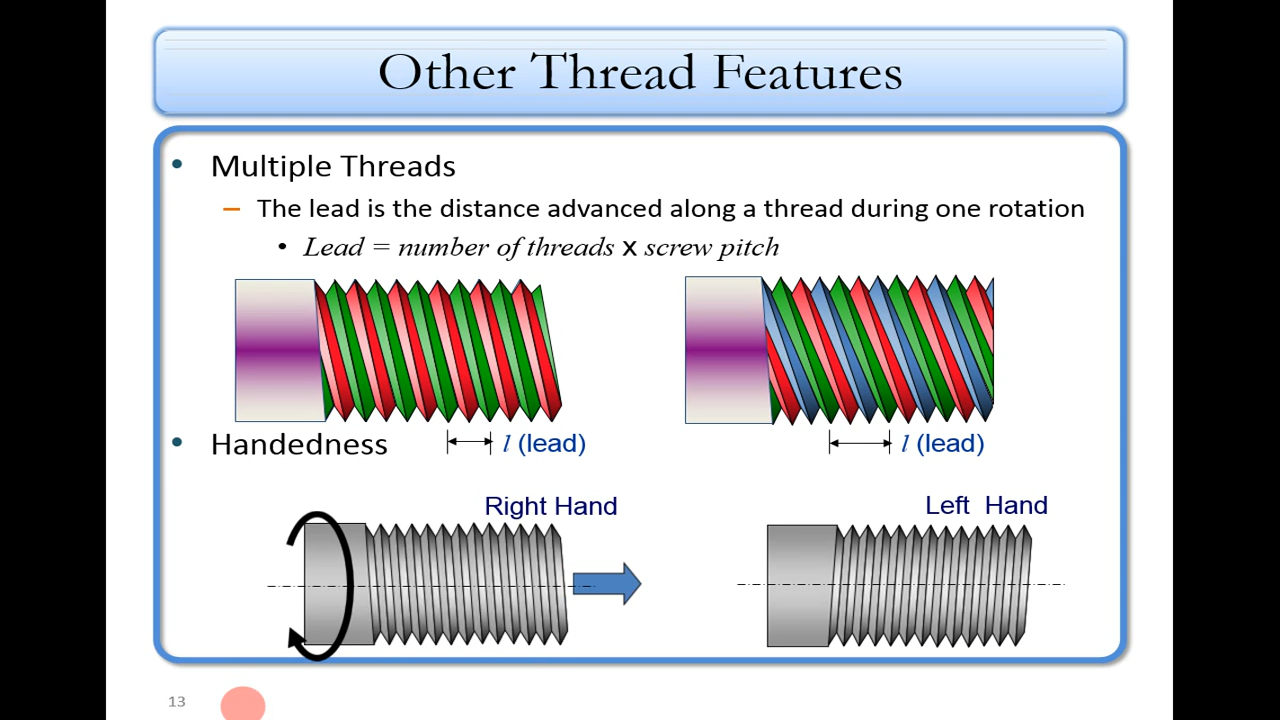 Other Thread Features
• Multiple Threads
– The lead is the distance advanced along a thread during one rotation
• Lead = number of threads x screw pitch
l (lead)
l (lead)
• Handedness
Right Hand
Left Hand
13